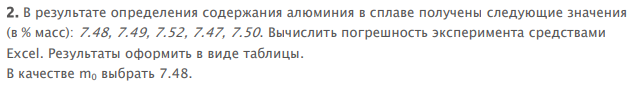 2. В результате определения содержания алюминия в сплаве получены следующие значения
(в % масс): 7.48, 7.49, 7.52, 7.47, 7.50. Вычислить погрешность эксперимента средствами
Excel. Результаты оформить в виде таблицы.
В качестве m₀ выбрать 7.48.